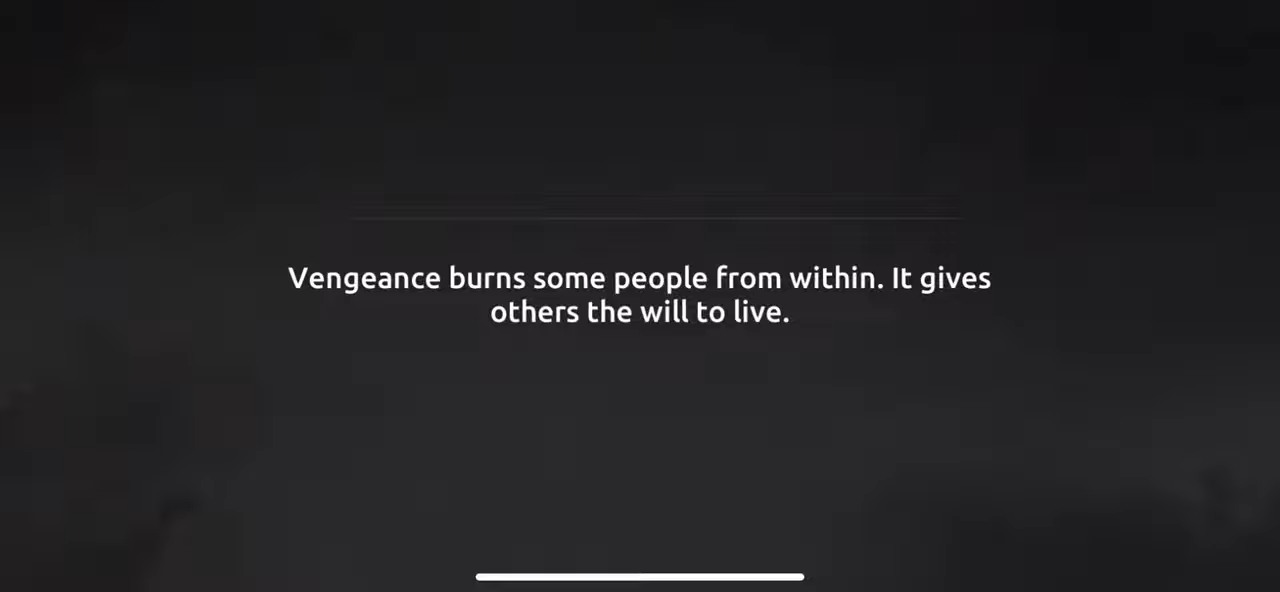 Vengeance burns some people from within. It gives
others the will to live.